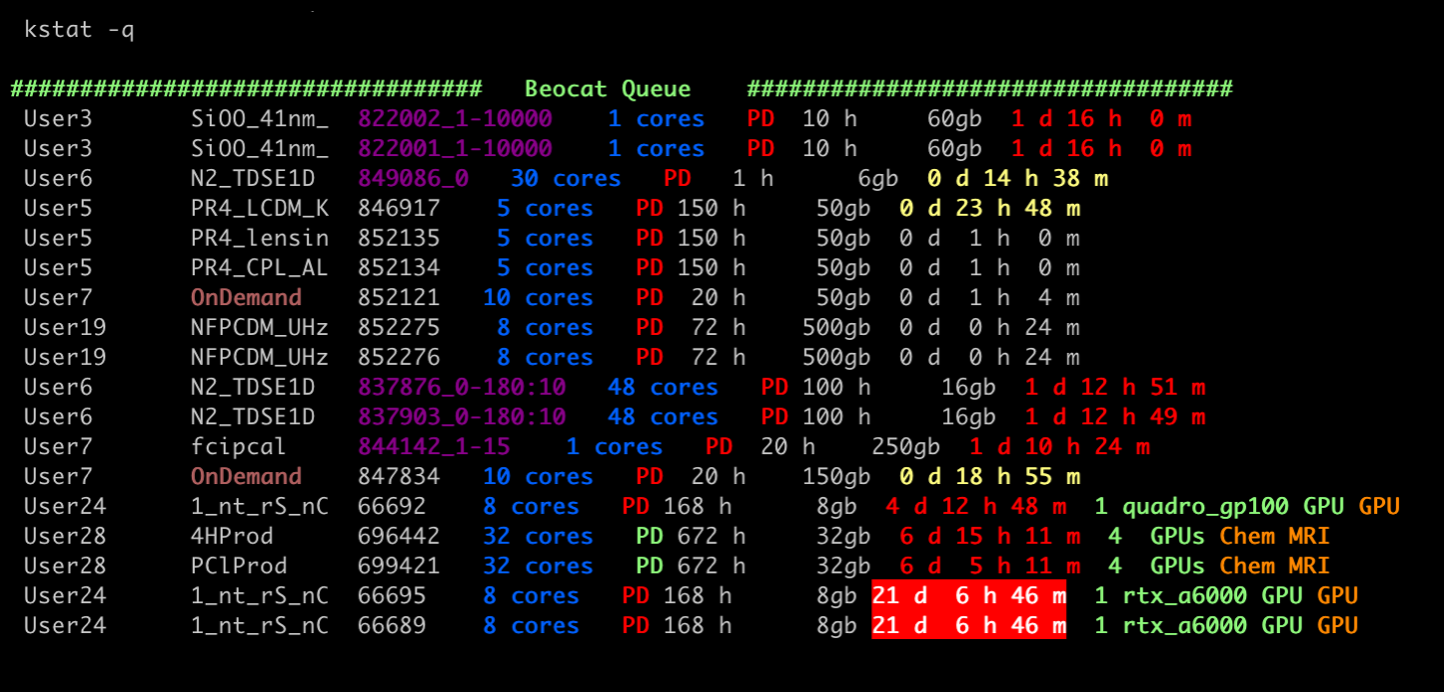 kstat -q
################################## Beocat Queue ###################################
User3 SiOO_41nm_ 822002_1-10000 1 cores PD 10 h 60gb 1 d 16 h 0 m
User3 SiOO_41nm_ 822001_1-10000 1 cores PD 10 h 60gb 1 d 16 h 0 m
User6 N2_TDSE1D 849086_0 30 cores PD 1 h 6gb 0 d 14 h 38 m
User5 PR4_LCDM_K 846917 5 cores PD 150 h 50gb 0 d 23 h 48 m
User5 PR4_lensin 852135 5 cores PD 150 h 50gb 0 d 1 h 0 m
User5 PR4_CPL_AL 852134 5 cores PD 150 h 50gb 0 d 1 h 0 m
User7 OnDemand 852121 10 cores PD 20 h 50gb 0 d 1 h 4 m
User19 NFPCDM_UHz 852275 8 cores PD 72 h 500gb 0 d 0 h 24 m
User19 NFPCDM_UHz 852276 8 cores PD 72 h 500gb 0 d 0 h 24 m
User6 N2_TDSE1D 837876_0-180:10 48 cores PD 100 h 16gb 1 d 12 h 51 m
User6 N2_TDSE1D 837903_0-180:10 48 cores PD 100 h 16gb 1 d 12 h 49 m
User7 fcipcal 844142_1-15 1 cores PD 20 h 250gb 1 d 10 h 24 m
User7 OnDemand 847834 10 cores PD 20 h 150gb 0 d 18 h 55 m
User24 1_nt_rS_nC 66692 8 cores PD 168 h 8gb 4 d 12 h 48 m 1 quadro_gp100 GPU GPU
User28 4HProd 696442 32 cores PD 672 h 32gb 6 d 15 h 11 m 4 GPUs Chem MRI
User28 PClProd 699421 32 cores PD 672 h 32gb 6 d 5 h 11 m 4 GPUs Chem MRI
User24 1_nt_rS_nC 66695 8 cores PD 168 h 8gb 21 d 6 h 46 m 1 rtx_a6000 GPU GPU
User24 1_nt_rS_nC 66689 8 cores PD 168 h 8gb 21 d 6 h 46 m 1 rtx_a6000 GPU GPU